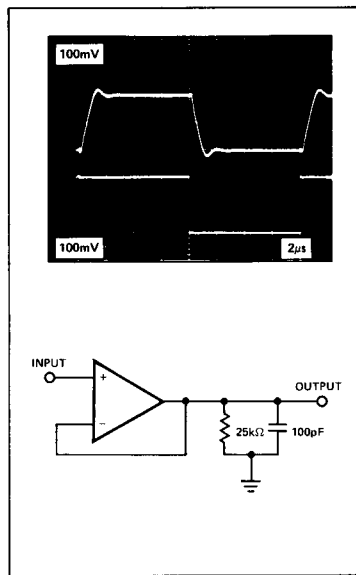 100mV
100mV
2µs
INPUT
+
−
OUTPUT
25kΩ
100pF